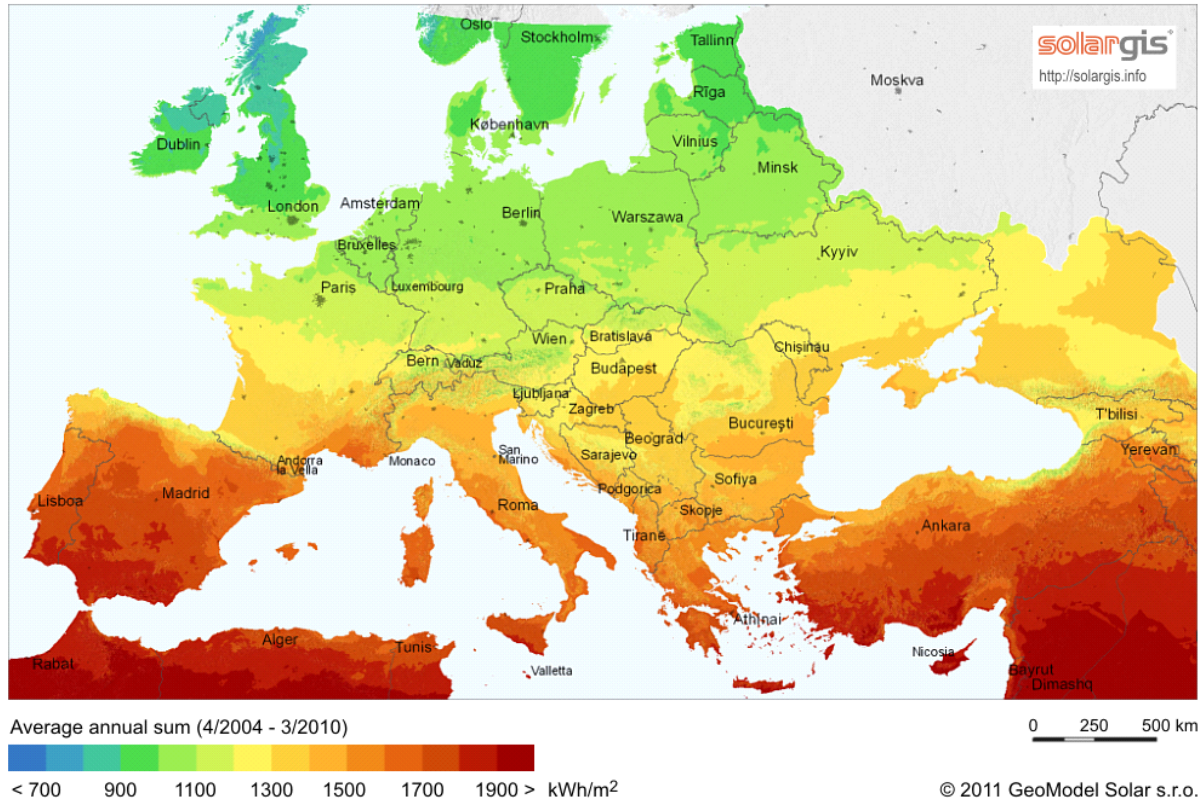 Oslo
Stockholm
Tallinn
solargis
http://solargis.info
Moskva
Rīga
København
Dublin
Vilnius
Minsk
London
Amsterdam
Berlin
Warszawa
Bruxelles
Kyyiv
Paris
Luxembourg
Praha
Wien
Bratislava
Chişinău
Bern
Vaduz
Budapest
Ljubljana
Zagreb
T'bilisi
Bucureşti
Beograd
San
Marino
Sarajevo
Yerevan
Andorra
la Vella
Monaco
Sofiya
Podgorica
Lisboa
Madrid
Roma
Skopje
Ankara
Tiranë
Athínai
Alger
Tunis
Nicosia
Rabat
Valletta
Bayrut
Dimashq
Average annual sum (4/2004 - 3/2010)
0 250 500 km
< 700 900 1100 1300 1500 1700 1900 > kWh/m²
© 2011 GeoModel Solar s.r.o.